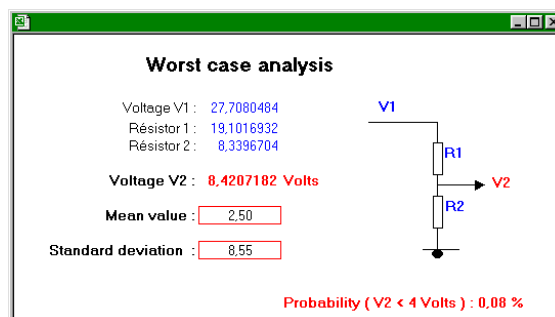 Worst case analysis
Voltage V1 : 27,7080484
Résistor 1 : 19,1016932
Résistor 2 : 8,3396704
V1
R1
Voltage V2 : 8,4207182 Volts
V2
R2
Mean value : 2,50
Standard deviation : 8,55
Probability ( V2 < 4 Volts ) : 0,08 %